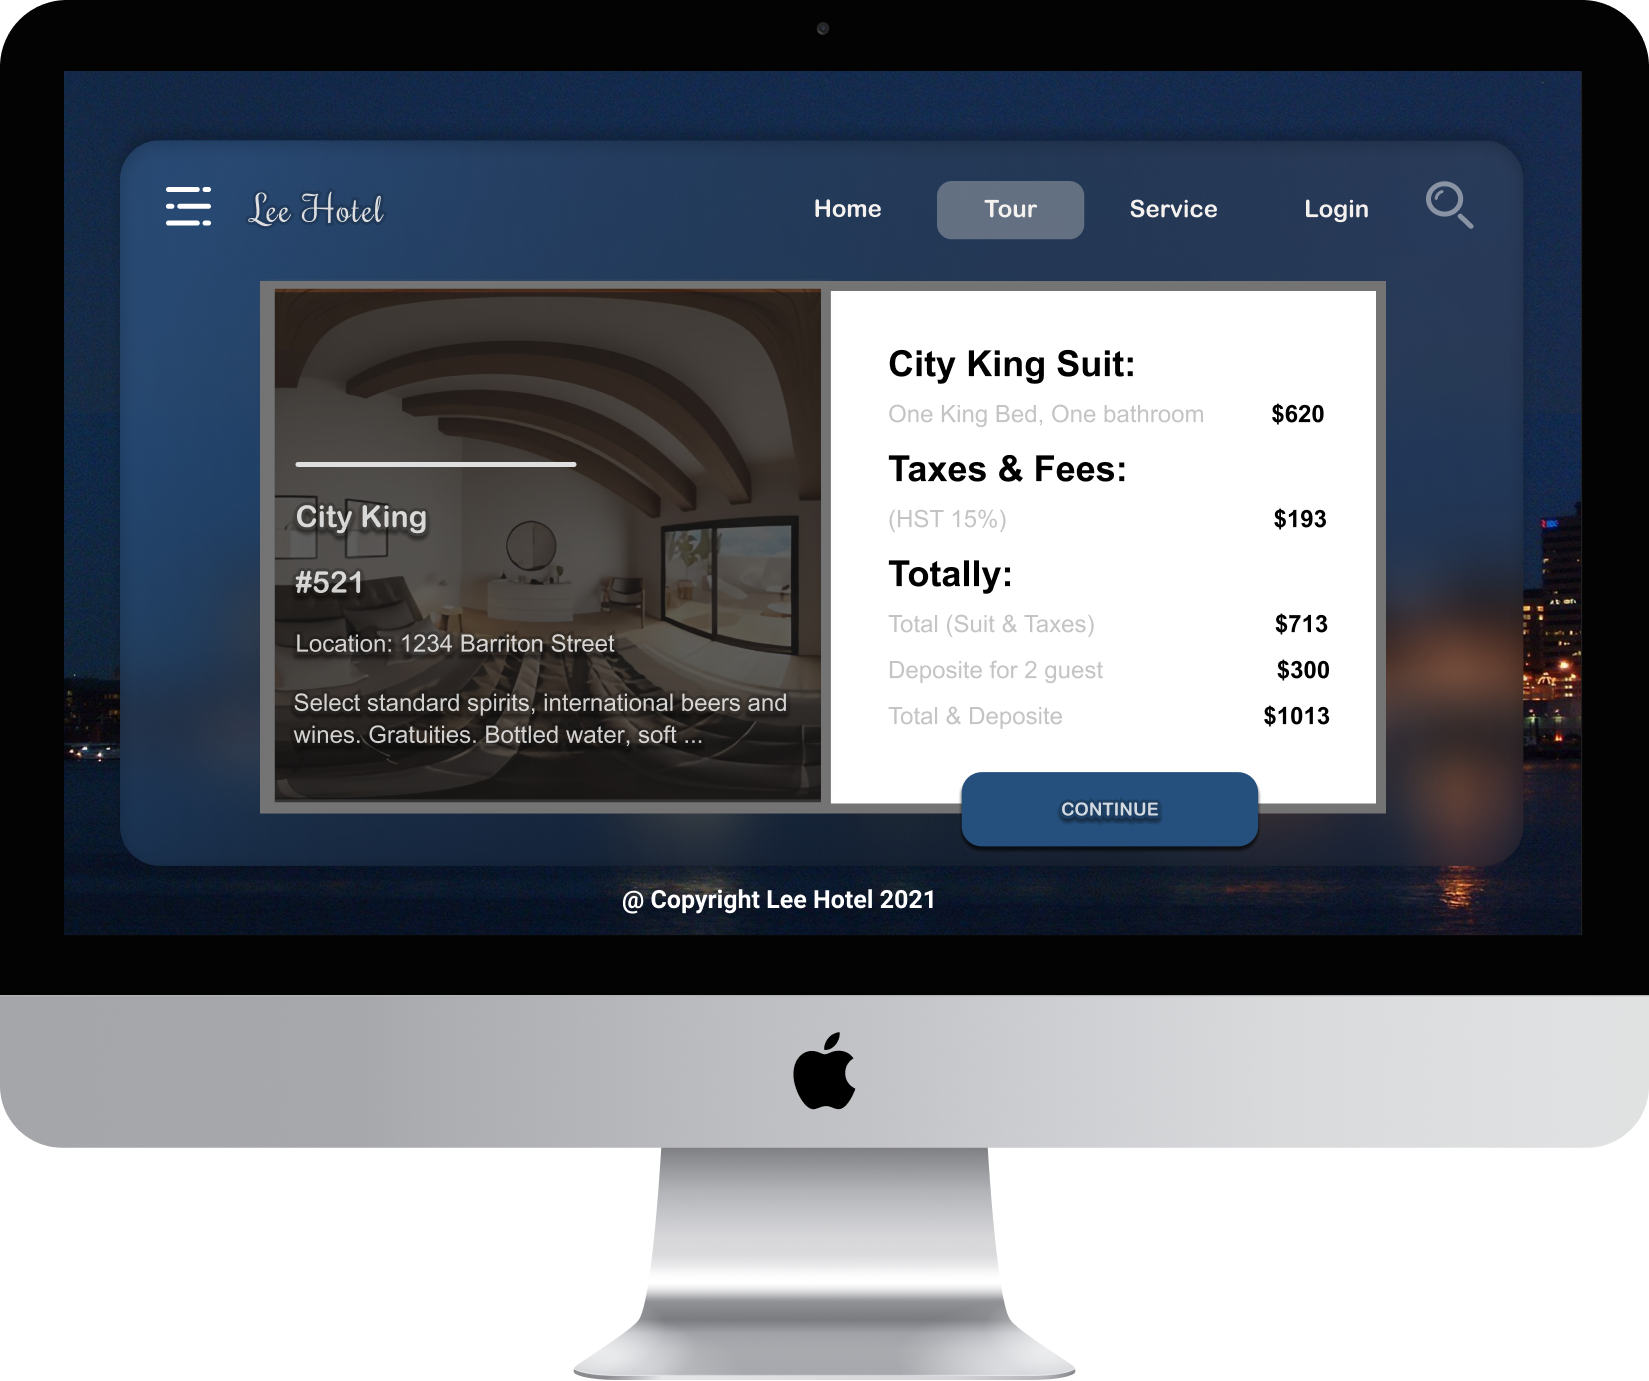 Lee Hotel
Home
Tour
Service
Login
City King
#521
Location: 1234 Barriton Street
Select standard spirits, international beers and
wines. Gratuities. Bottled water, soft ...
City King Suit:
One King Bed, One bathroom $620
Taxes & Fees:
(HST 15%) $193
Totally:
Total (Suit & Taxes) $713
Deposite for 2 guest $300
Total & Deposite $1013
CONTINUE
@ Copyright Lee Hotel 2021